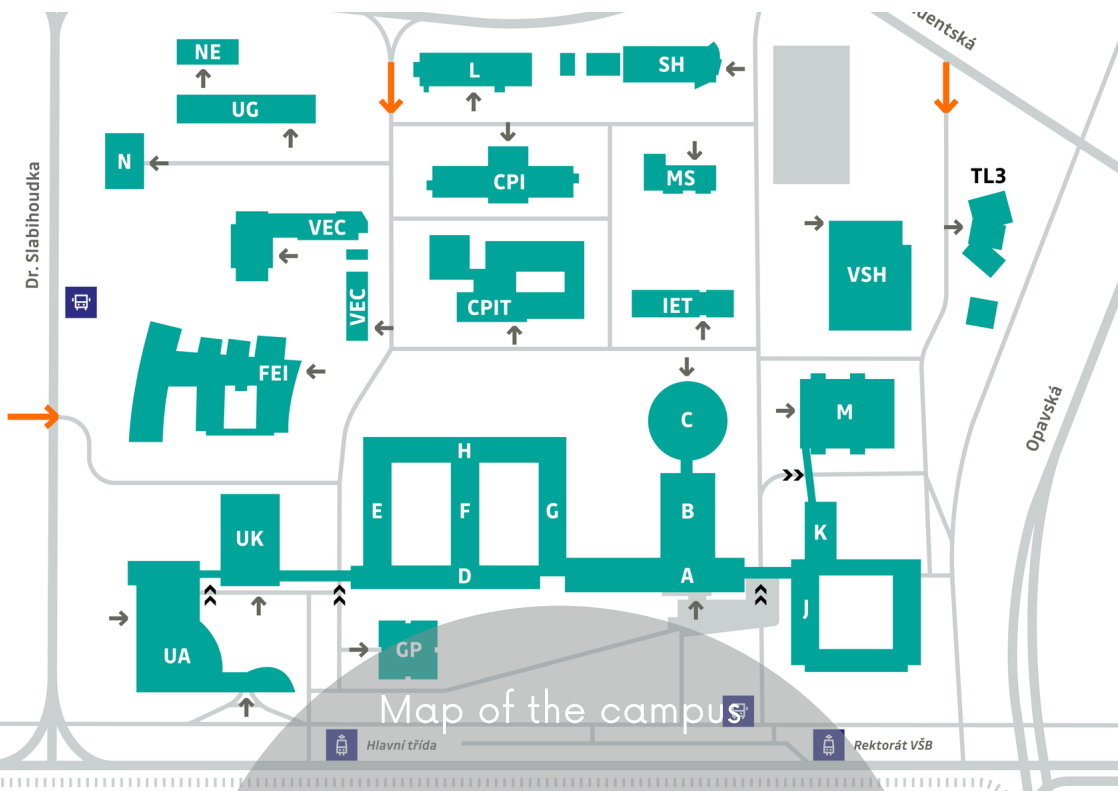 udentská
NE
L
SH
UG
N
CPI
MS
TL3
Dr. Slabihoudka
VEC
VSH
VEC
CPIT
IET
FEI
M
C
Opavská
H
E
F
G
B
UK
K
D
A
J
UA
GP
Map of the campus
Hlavní třída
Rektorát VŠB